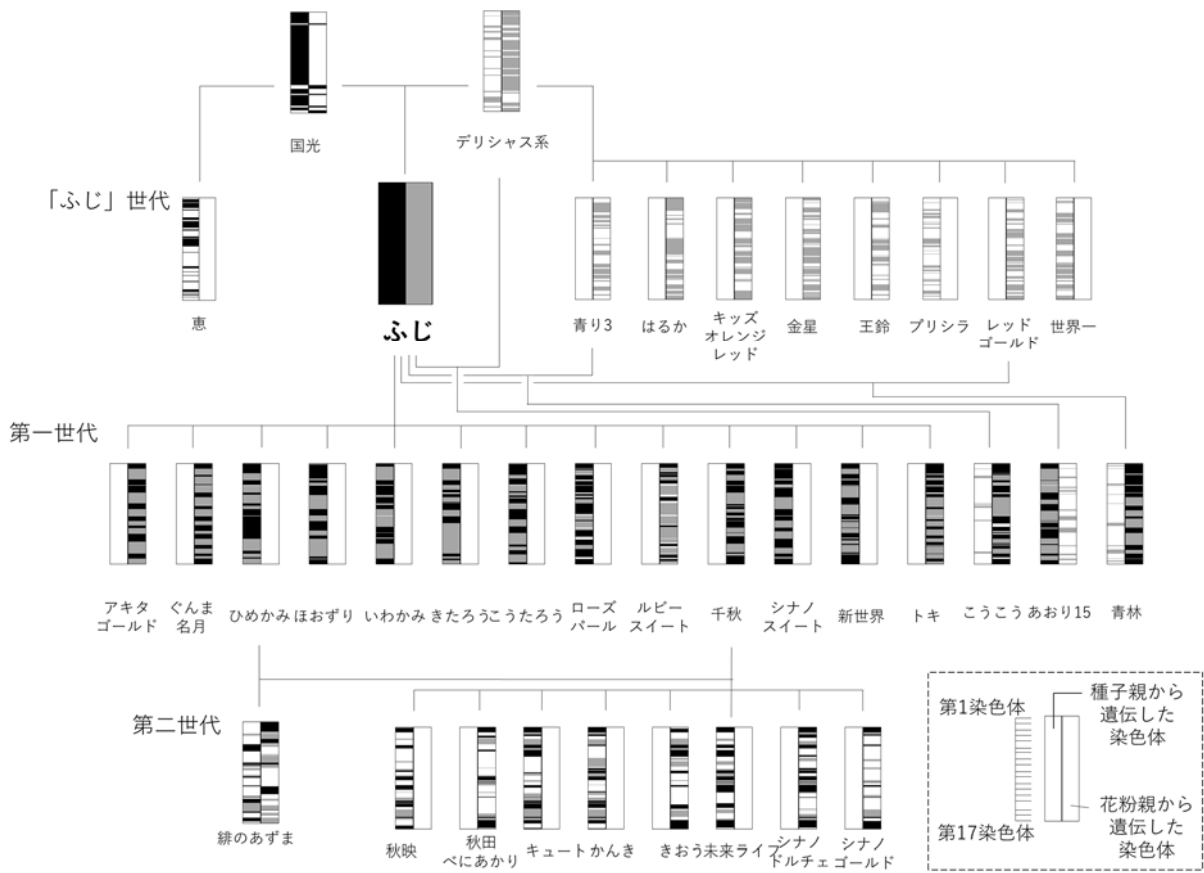 国光
デリシャス系
「ふじ」世代
恵
ふじ
青り3
はるか
キッズ
オレンジ
レッド
金星
王鈴
プリシラ
レッド
ゴールド
世界一
第一世代
アキタ
ゴールド
ぐんま
名月
ひめかみ
ほおずり
いわかみ
きたろう
こうたろう
ローズ
パール
ルビー
スイート
千秋
シナノ
スイート
新世界
トキ
こうこう
あおり15
青林
第二世代
緋のあずま
秋映
秋田
べにあかり
キュート
かんき
きおう
未来ライフ
シナノ
ドルチェ
シナノ
ゴールド
第1染色体
第17染色体
種子親から
遺伝した
染色体
花粉親から
遺伝した
染色体